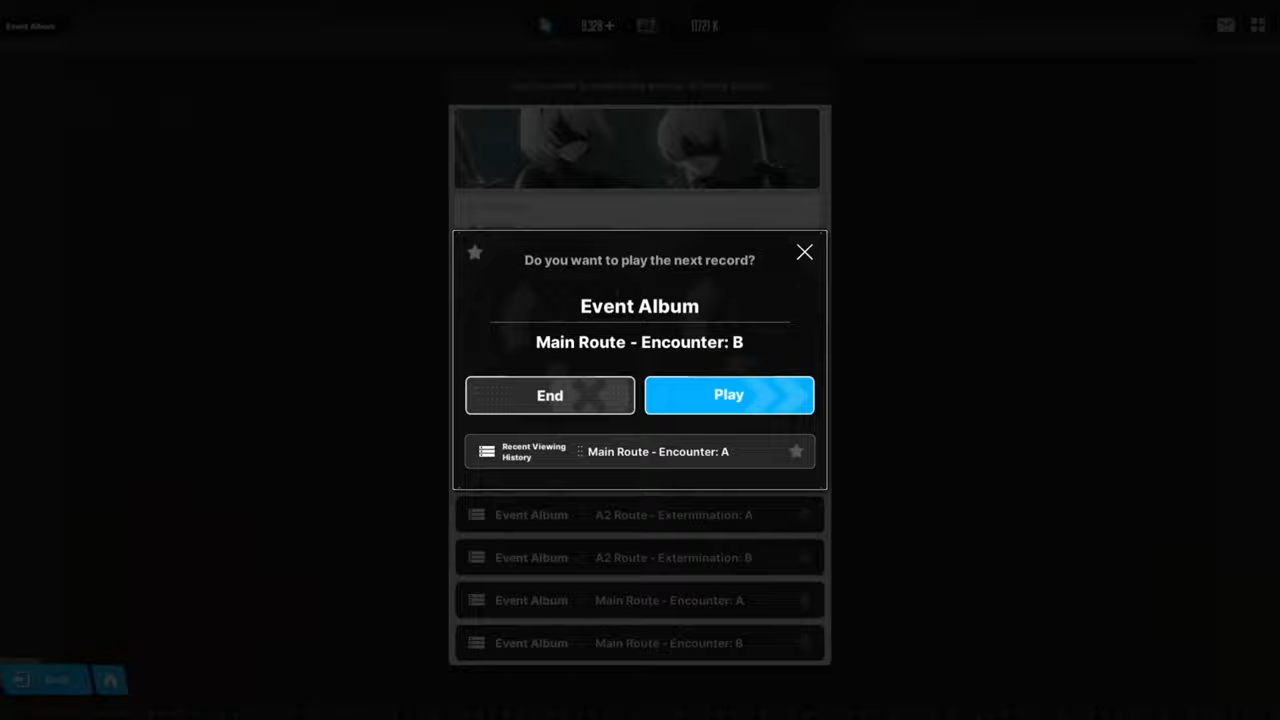 Event Album
Do you want to play the next record?
Event Album
Main Route - Encounter: B
End
Play
Recent Viewing
History
Main Route - Encounter: A
Event Album
A2 Route - Extermination: A
Event Album
A2 Route - Extermination: B
Event Album
Main Route - Encounter: A
Event Album
Main Route - Encounter: B